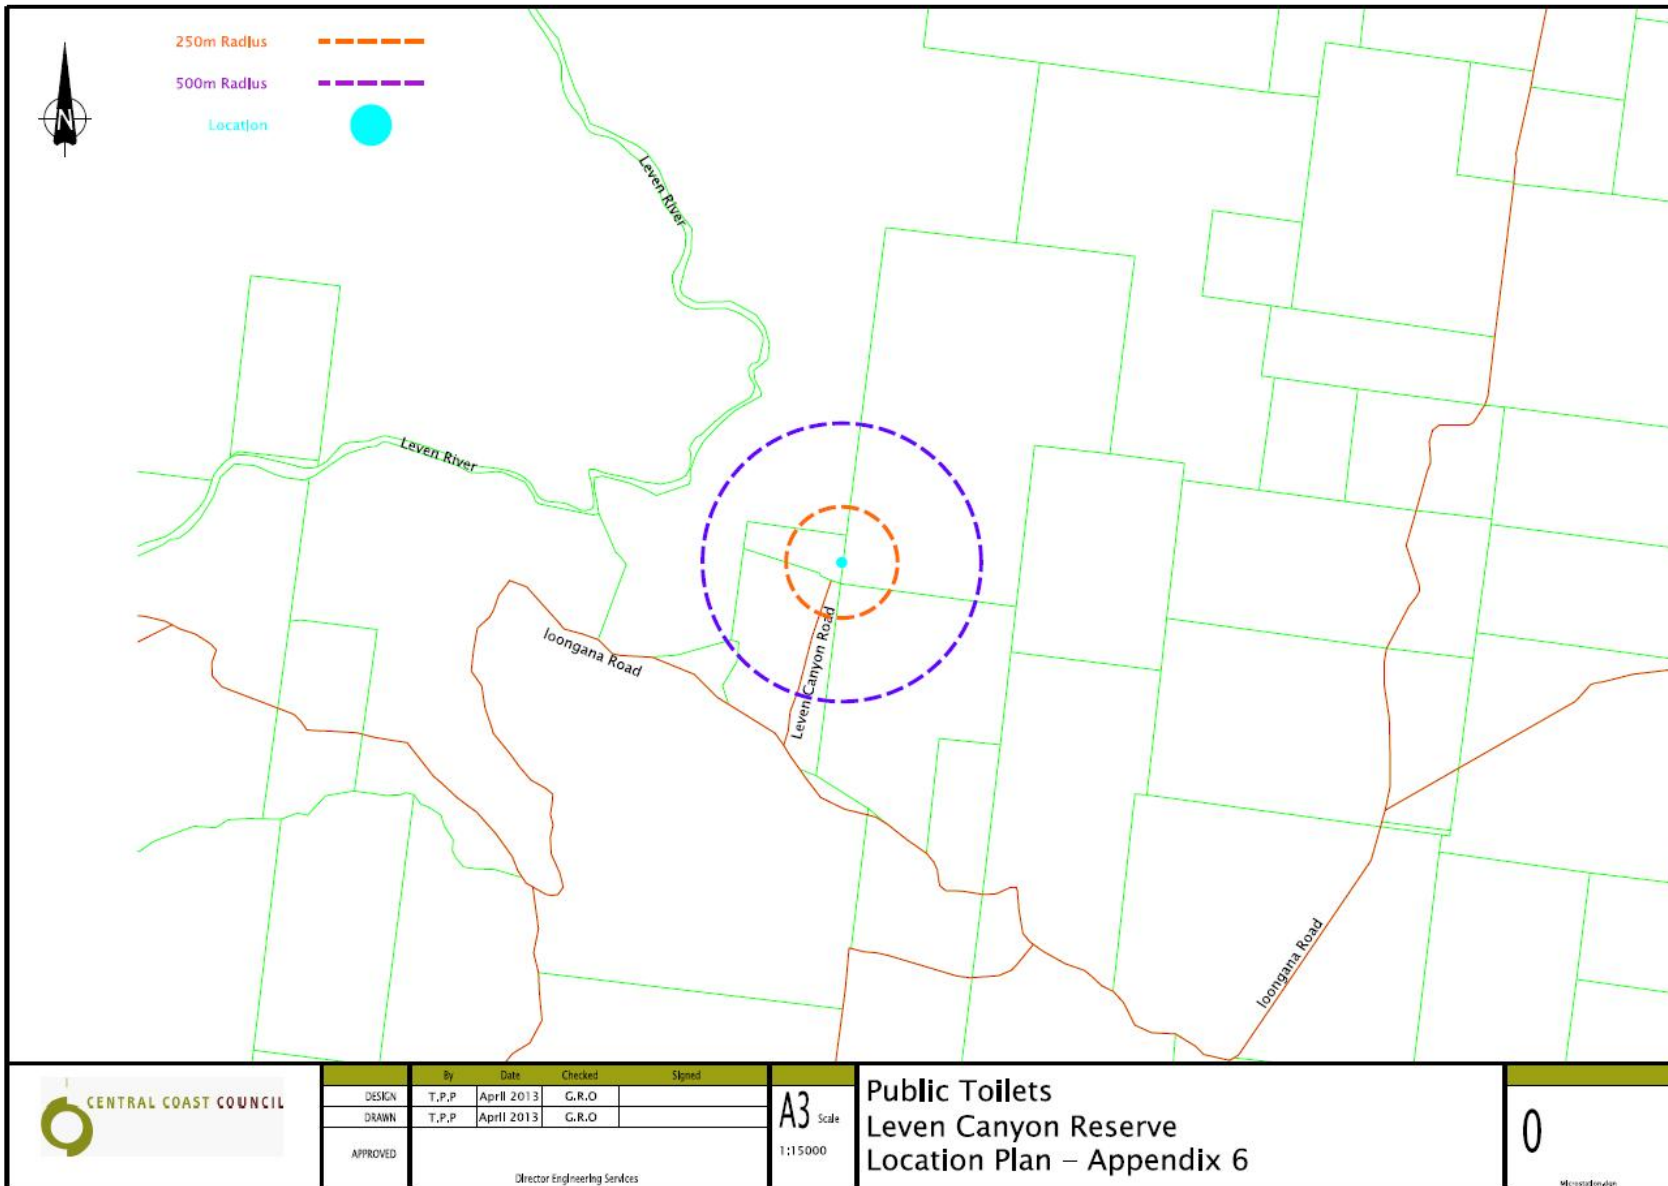 250m Radius
500m Radius
Location
N
Leven River
Leven River
loongana Road
Leven Canyon Road
loongana Road
CENTRAL COAST COUNCIL
By Date Checked Signed
DESIGN T.P.P April 2013 G.R.O
DRAWN T.P.P April 2013 G.R.O
APPROVED
Director Engineering Services
A3 Scale
1:15000
Public Toilets
Leven Canyon Reserve
Location Plan – Appendix 6
0